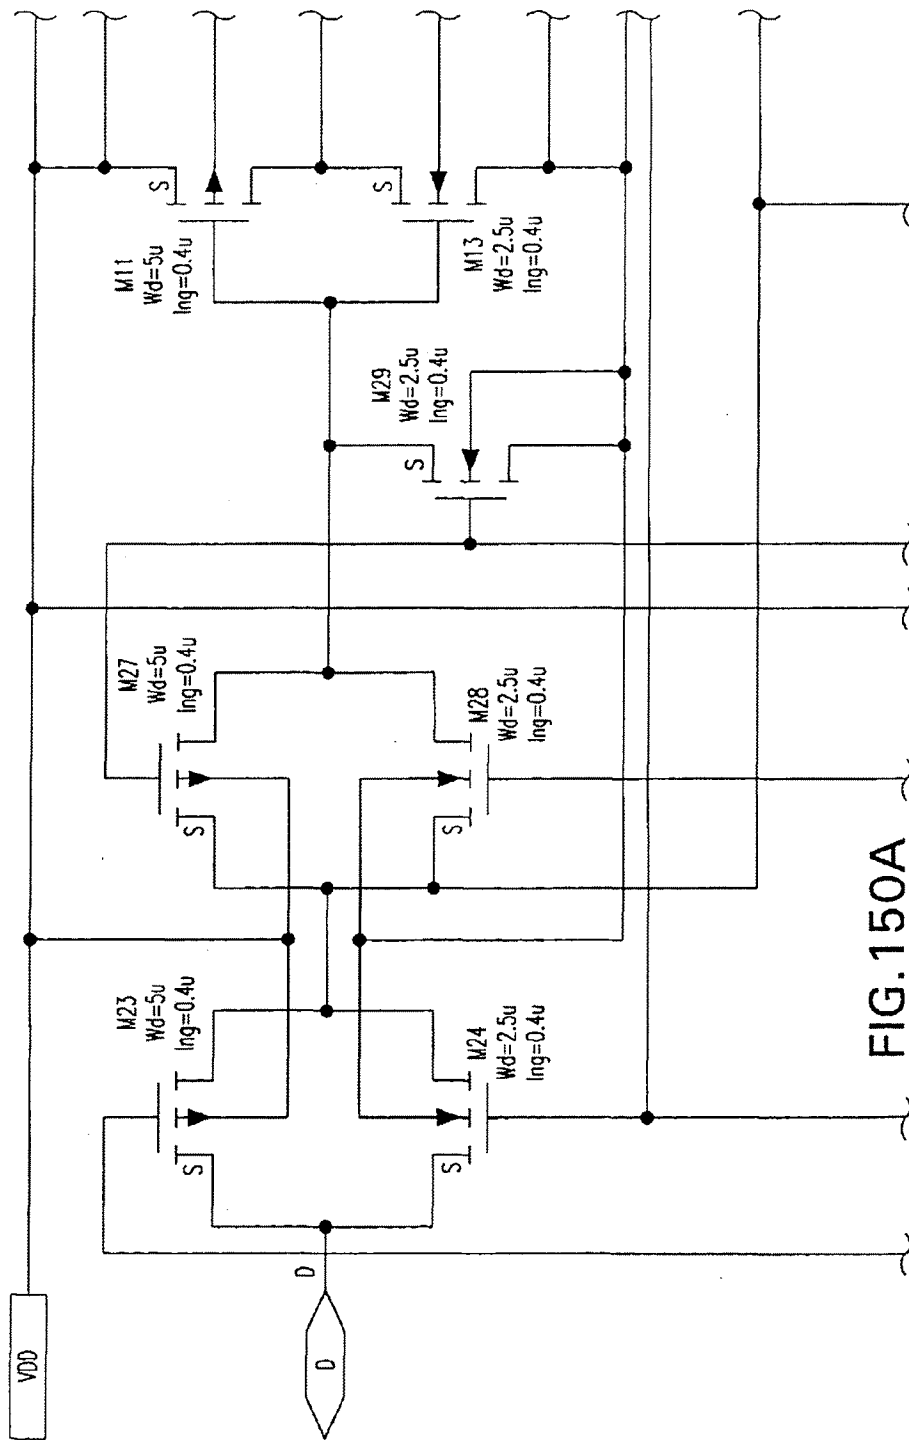 VDD
D
D
M23
Wd=5u
lng=0.4u
S
M24
Wd=2.5u
lng=0.4u
S
M27
Wd=5u
lng=0.4u
S
M28
Wd=2.5u
lng=0.4u
S
M29
Wd=2.5u
lng=0.4u
S
M11
Wd=5u
lng=0.4u
S
M13
Wd=2.5u
lng=0.4u
S
FIG.150A